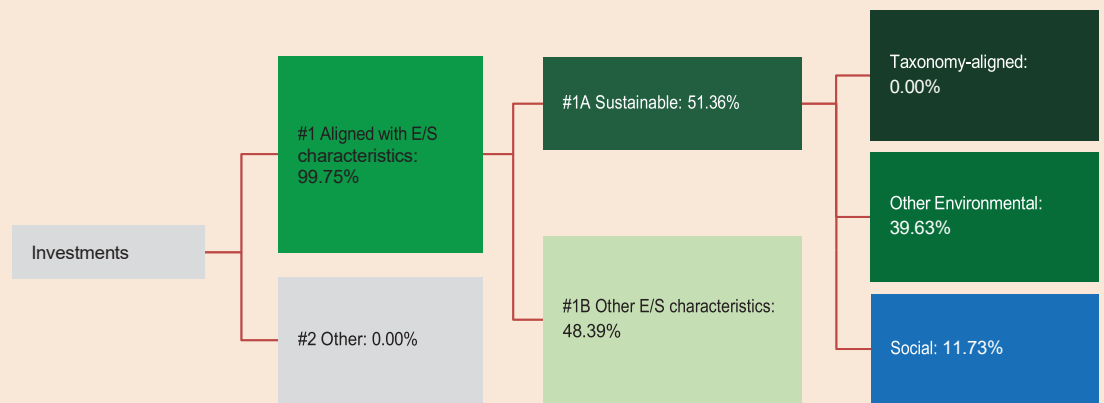 Investments
#1 Aligned with E/S
characteristics:
99.75%
#2 Other: 0.00%
#1A Sustainable: 51.36%
#1B Other E/S characteristics:
48.39%
Taxonomy-aligned:
0.00%
Other Environmental:
39.63%
Social: 11.73%